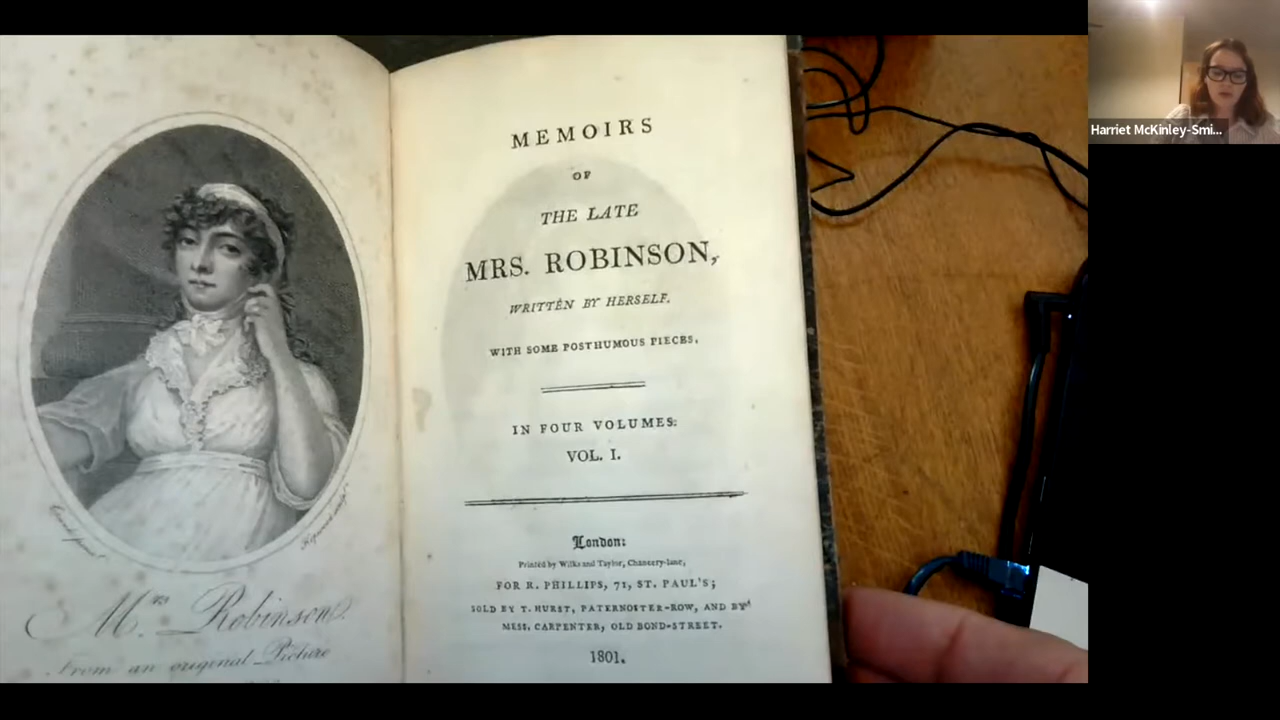 MEMOIRS
OF
THE LATE
MRS. ROBINSON,
WRITTEN BY HERSELF.
WITH SOME POSTHUMOUS PIECES.
IN FOUR VOLUMES.
VOL. I.
London:
Printed by Wilks and Taylor, Chancery-lane,
FOR R. PHILLIPS, 71, ST. PAUL'S;
SOLD BY T. HURST, PATERNOSTER-ROW, AND BY
MESS. CARPENTER, OLD BOND-STREET.
1801.
Mrs. Robinson.
From an original Picture
Harriet McKinley-Smi...